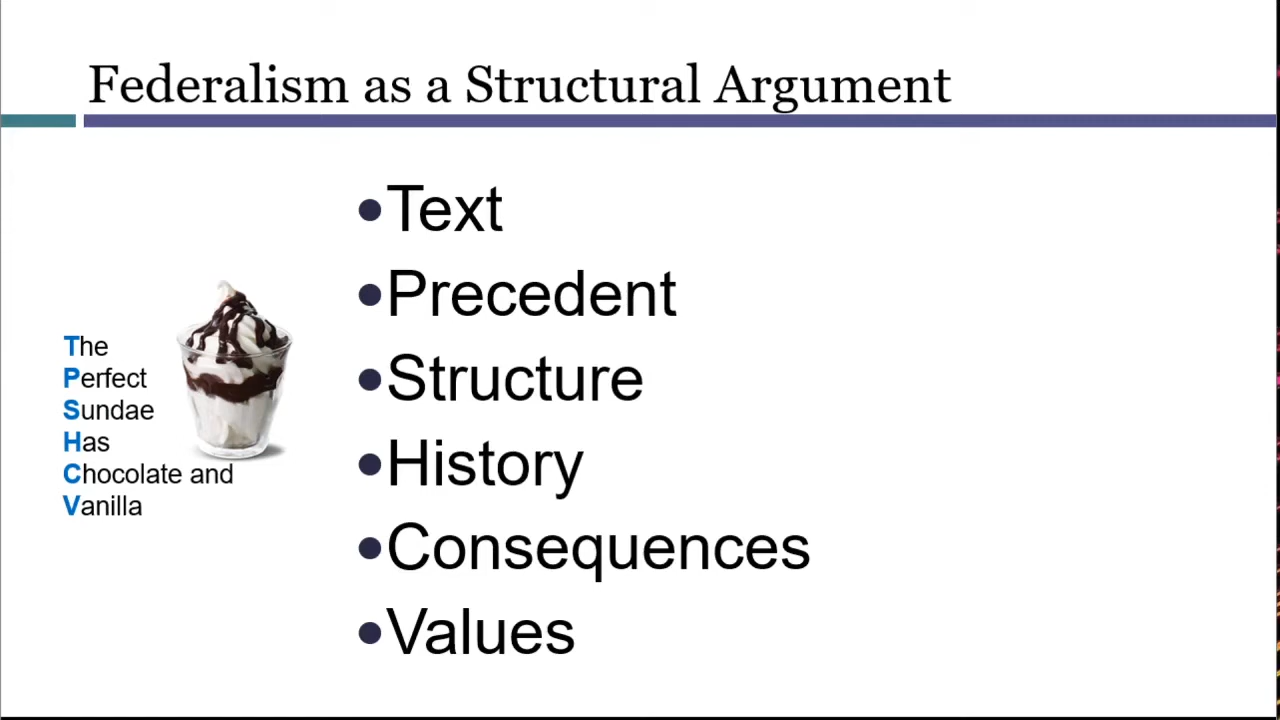 Federalism as a Structural Argument
The
Perfect
Sundae
Has
Chocolate and
Vanilla
•Text
•Precedent
•Structure
•History
•Consequences
•Values